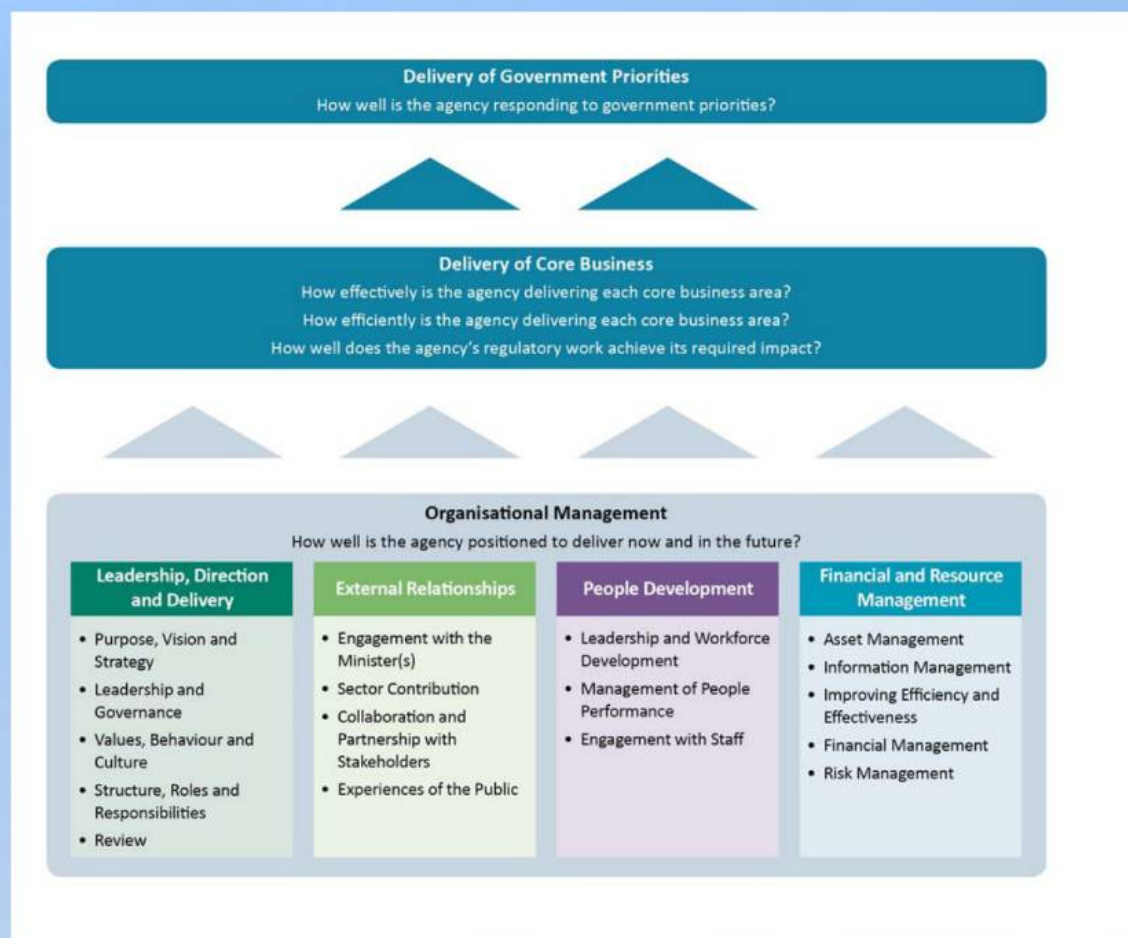 Delivery of Government Priorities
How well is the agency responding to government priorities?
Delivery of Core Business
How effectively is the agency delivering each core business area?
How efficiently is the agency delivering each core business area?
How well does the agency's regulatory work achieve its required impact?
Organisational Management
How well is the agency positioned to deliver now and in the future?
Leadership, Direction
and Delivery
• Purpose, Vision and
Strategy
• Leadership and
Governance
• Values, Behaviour and
Culture
• Structure, Roles and
Responsibilities
• Review
External Relationships
• Engagement with the
Minister(s)
• Sector Contribution
• Collaboration and
Partnership with
Stakeholders
• Experiences of the Public
People Development
• Leadership and Workforce
Development
• Management of People
Performance
• Engagement with Staff
Financial and Resource
Management
• Asset Management
• Information Management
• Improving Efficiency and
Effectiveness
• Financial Management
• Risk Management